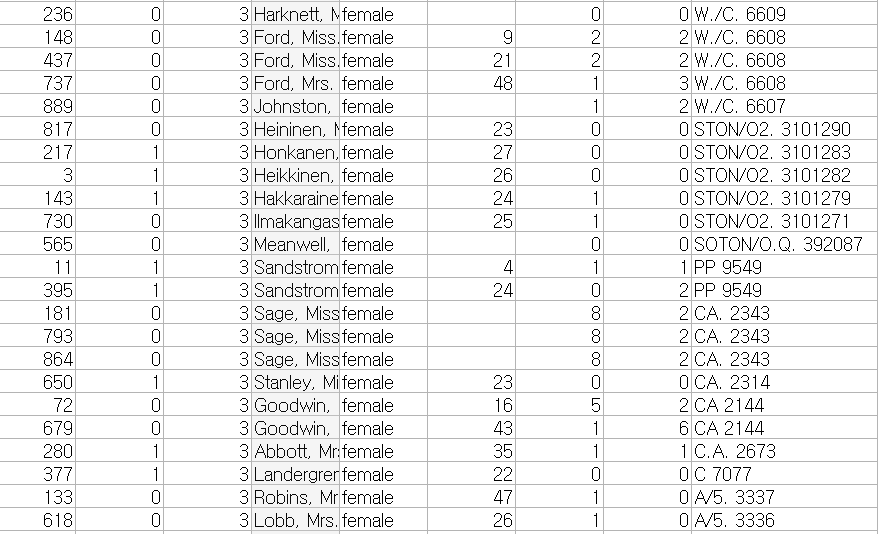 236 0 3 Harknett, M female 0 0 W./C. 6609
148 0 3 Ford, Miss. female 9 2 2 W./C. 6608
437 0 3 Ford, Miss. female 21 2 2 W./C. 6608
737 0 3 Ford, Mrs. female 48 1 3 W./C. 6608
889 0 3 Johnston, female 1 2 W./C. 6607
817 0 3 Heininen, M female 23 0 0 STON/O2. 3101290
217 1 3 Honkanen, female 27 0 0 STON/O2. 3101283
3 1 3 Heikkinen, female 26 0 0 STON/O2. 3101282
143 1 3 Hakkaraine female 24 1 0 STON/O2. 3101279
730 0 3 Ilmakangas female 25 1 0 STON/O2. 3101271
565 0 3 Meanwell, female 0 0 SOTON/O.Q. 392087
11 1 3 Sandstrom female 4 1 1 PP 9549
395 1 3 Sandstrom female 24 0 2 PP 9549
181 0 3 Sage, Miss female 8 2 CA. 2343
793 0 3 Sage, Miss female 8 2 CA. 2343
864 0 3 Sage, Miss female 8 2 CA. 2343
650 1 3 Stanley, Mi female 23 0 0 CA. 2314
72 0 3 Goodwin, female 16 5 2 CA 2144
679 0 3 Goodwin, female 43 1 6 CA 2144
280 1 3 Abbott, Mrs female 35 1 1 C.A. 2673
377 1 3 Landergren female 22 0 0 C 7077
133 0 3 Robins, Mr female 47 1 0 A/5. 3337
618 0 3 Lobb, Mrs. female 26 1 0 A/5. 3336